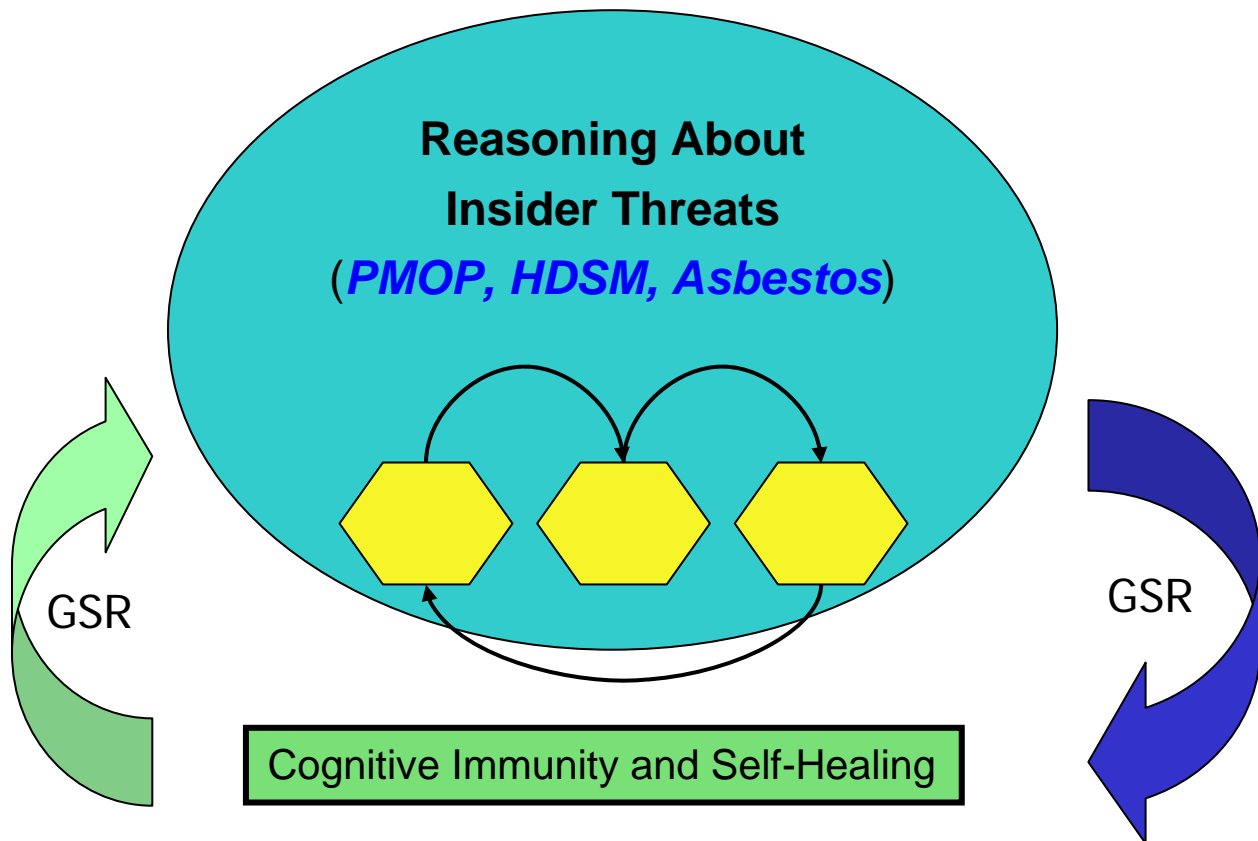 Reasoning About
Insider Threats
(PMOP, HDSM, Asbestos)
GSR
GSR
Cognitive Immunity and Self-Healing